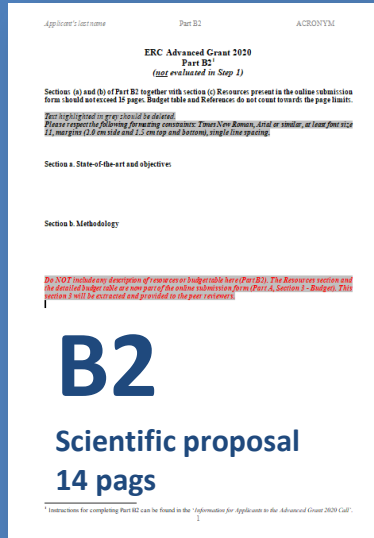 Applicant's last name Part B2 ACRONYM
ERC Advanced Grant 2020
Part B2¹
(not evaluated in Step 1)
Sections (a) and (b) of Part B2 together with section (c) Resources present in the online submission
form should not exceed 15 pages. Budget table and References do not count towards the page limits.
Text highlighted in grey should be deleted.
Please respect the following formatting constraints: Times New Roman, Arial or similar, at least font size
11, margins (2.0 cm side and 1.5 cm top and bottom), single line spacing.
Section a. State-of-the-art and objectives
Section b. Methodology
Do NOT include any description of resources or budget table here (Part B2). The Resources section and
the detailed budget table are now part of the online submission form (Part A, Section 3 - Budget). This
section 3 will be extracted and provided to the peer reviewers.
B2
Scientific proposal
14 pags
¹ Instructions for completing Part B2 can be found in the 'Information for Applicants to the Advanced Grant 2020 Call'.
1